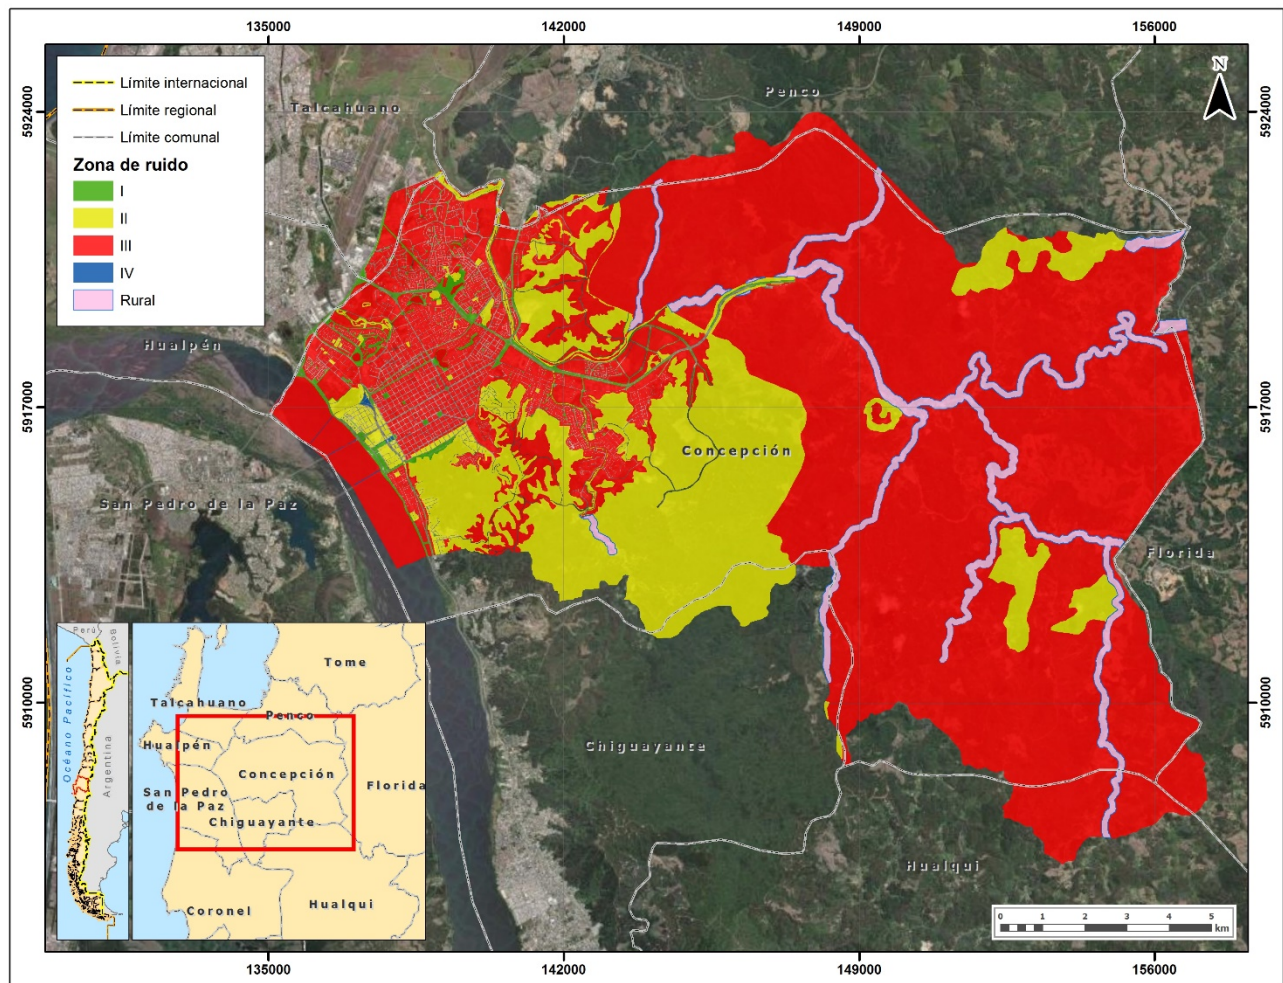 135000
142000
149000
156000
N
Límite internacional
Límite regional
Límite comunal
Zona de ruido
I
II
III
IV
Rural
Talcahuano
Penco
5924000
5924000
Hualpén
5917000
5917000
Concepción
San Pedro de la Paz
Florida
5910000
5910000
Chiguayante
Hualqui
Perú
Bolivia
Océano Pacífico
Argentina
Tome
Talcahuano
Penco
Hualpén
Concepción
San Pedro
de la Paz
Florida
Chiguayante
Hualqui
Coronel
0 1 2 3 4 5
km
135000
142000
149000
156000